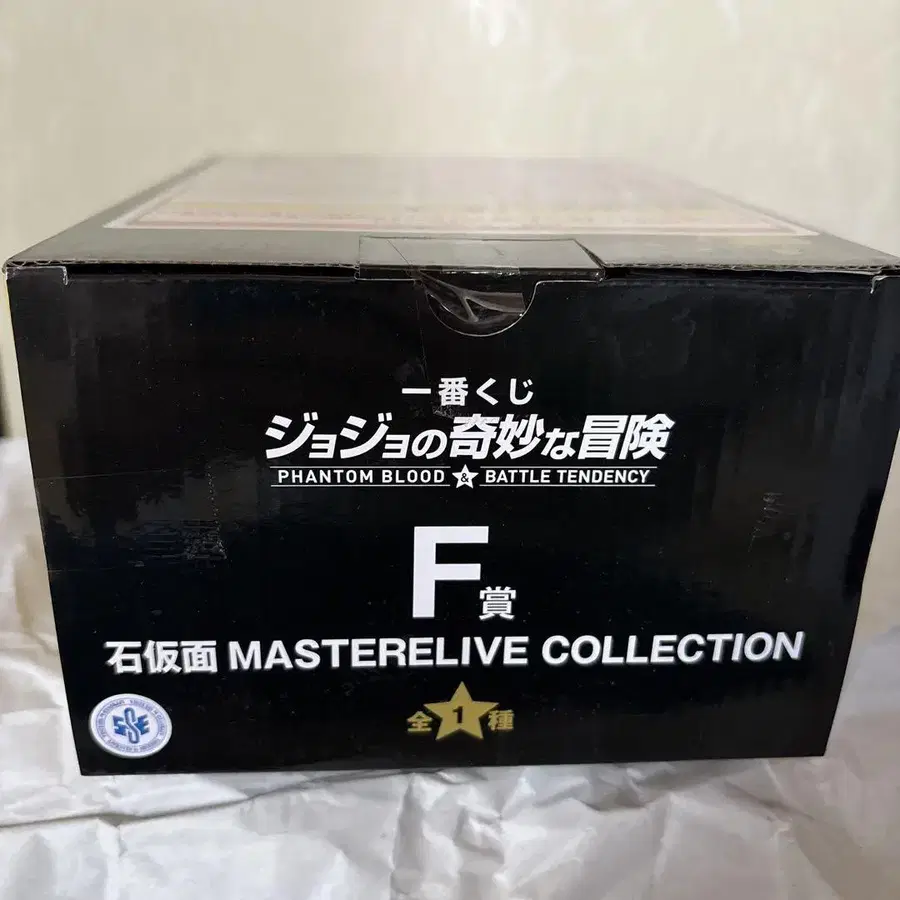 一番くじ
ジョジョの奇妙な冒険
PHANTOM BLOOD & BATTLE TENDENCY
F賞
石仮面 MASTERELIVE COLLECTION
全1種